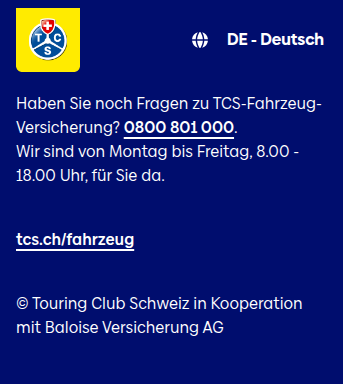 TCS
DE - Deutsch
Haben Sie noch Fragen zu TCS-Fahrzeug-
Versicherung? 0800 801 000.
Wir sind von Montag bis Freitag, 8.00 -
18.00 Uhr, für Sie da.
tcs.ch/fahrzeug
© Touring Club Schweiz in Kooperation
mit Baloise Versicherung AG